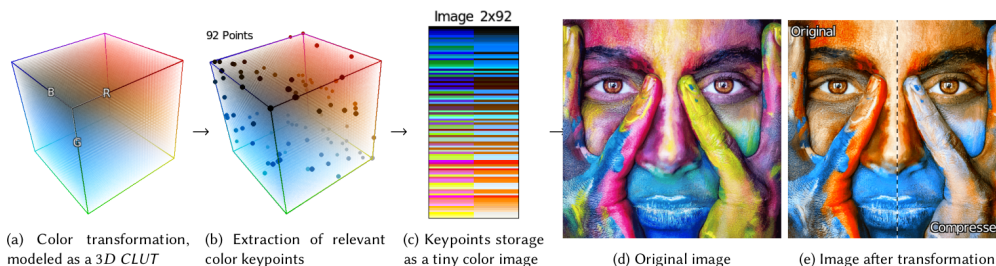 92 Points
Image 2x92
B
R
G
Original
Compresse
(a) Color transformation,
modeled as a 3D CLUT
(b) Extraction of relevant
color keypoints
(c) Keypoints storage
as a tiny color image
(d) Original image
(e) Image after transformation